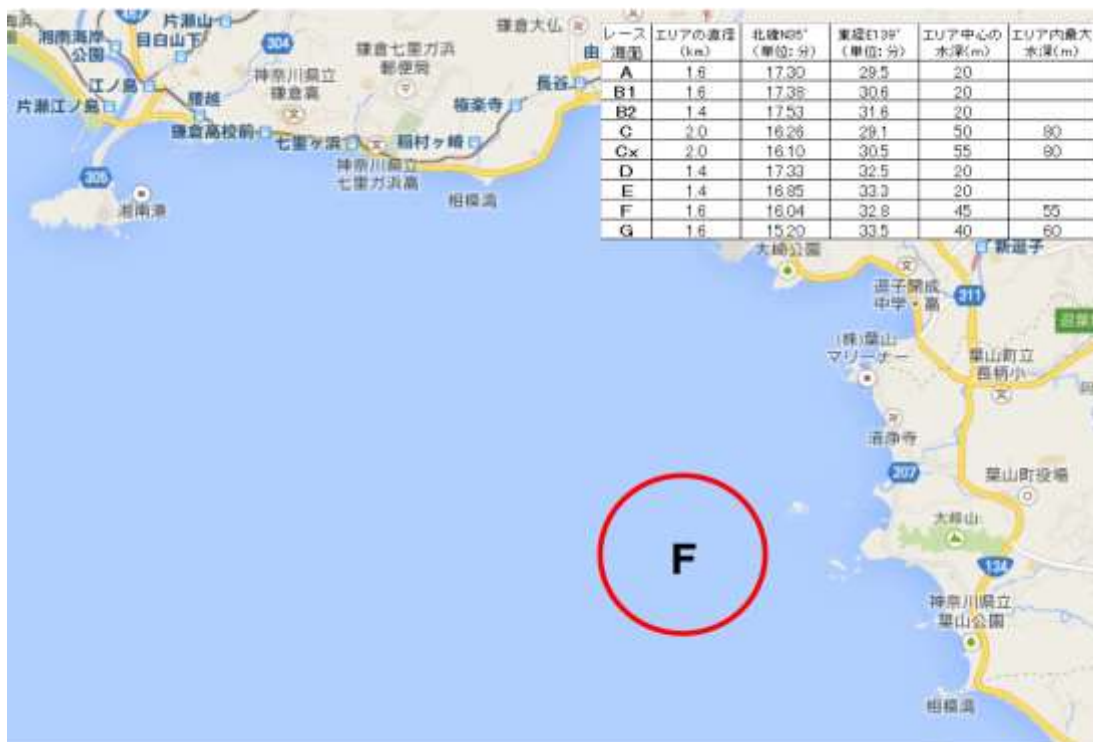 片瀬山
目白山下
湘南海岸
公園
江ノ島
片瀬江ノ島
腰越
鎌倉高校前
304
305
湘南港
神奈川県立
鎌倉高
鎌倉七里ガ浜
郵便局
七里ヶ浜
稲村ヶ崎
神奈川県立
七里ガ浜高
極楽寺
長谷
鎌倉大仏
由
相模湾
レース
海面 エリアの直径
(km) 北緯N35°
(単位:分) 東経E139°
(単位:分) エリア中心の
水深(m) エリア内最大
水深(m)
A 1.6 17.30 29.5 20
B1 1.6 17.38 30.6 20
B2 1.4 17.53 31.6 20
C 2.0 16.26 29.1 50 80
Cx 2.0 16.10 30.5 55 80
D 1.4 17.33 32.5 20
E 1.4 16.85 33.3 20
F 1.6 16.04 32.8 45 55
G 1.6 15.20 33.5 40 60
大崎公園
新逗子
逗子開成
中学・高
311
(株)葉山
マリーナー
葉山町立
長柄小
清浄寺
207
葉山町役場
大峰山
134
神奈川県立
葉山公園
相模湾
F